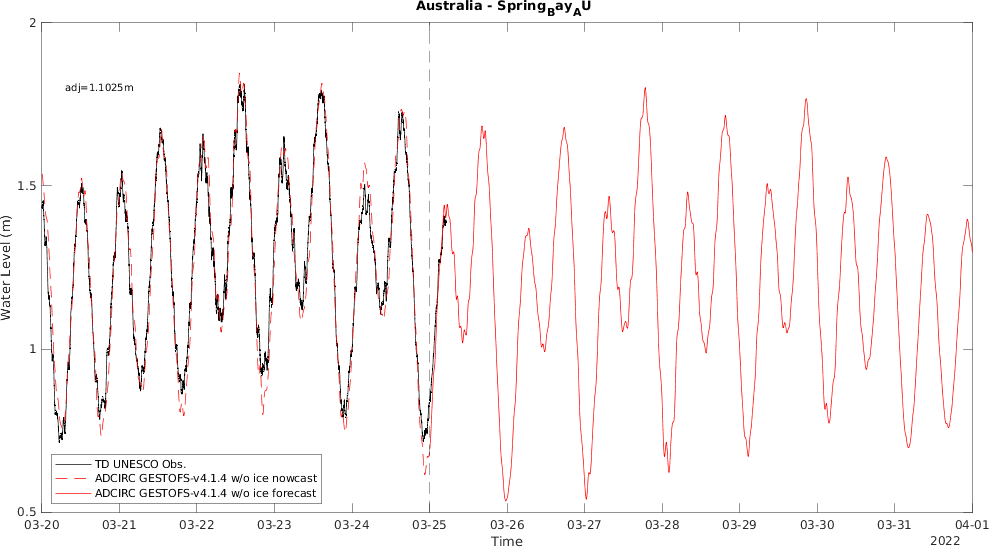 Australia - Spring_Bay_AU
2
adj=1.1025m
1.5
Water Level (m)
1
TD UNESCO Obs.
ADCIRC GESTOFS-v4.1.4 w/o ice nowcast
ADCIRC GESTOFS-v4.1.4 w/o ice forecast
0.5
03-20 03-21 03-22 03-23 03-24 03-25 03-26 03-27 03-28 03-29 03-30 03-31 04-01
Time
2022